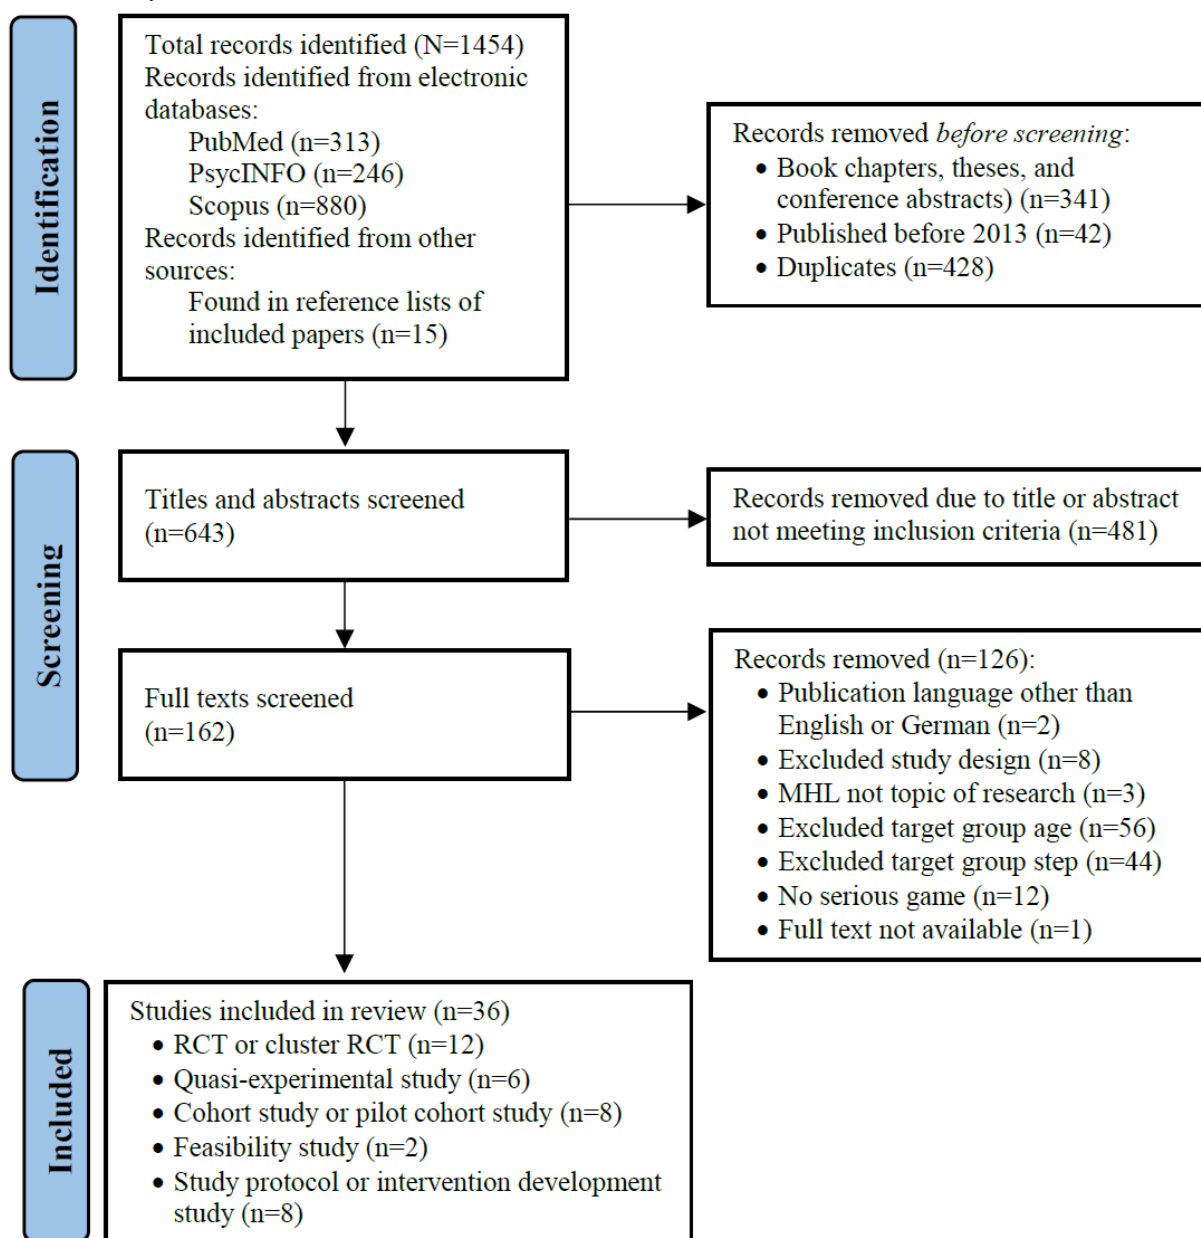 Identification
Total records identified (N=1454)
Records identified from electronic
databases:
PubMed (n=313)
PsycINFO (n=246)
Scopus (n=880)
Records identified from other
sources:
Found in reference lists of
included papers (n=15)
Records removed before screening:
• Book chapters, theses, and
conference abstracts) (n=341)
• Published before 2013 (n=42)
• Duplicates (n=428)
Screening
Titles and abstracts screened
(n=643)
Records removed due to title or abstract
not meeting inclusion criteria (n=481)
Full texts screened
(n=162)
Records removed (n=126):
• Publication language other than
English or German (n=2)
• Excluded study design (n=8)
• MHL not topic of research (n=3)
• Excluded target group age (n=56)
• Excluded target group step (n=44)
• No serious game (n=12)
• Full text not available (n=1)
Included
Studies included in review (n=36)
• RCT or cluster RCT (n=12)
• Quasi-experimental study (n=6)
• Cohort study or pilot cohort study (n=8)
• Feasibility study (n=2)
• Study protocol or intervention development
study (n=8)